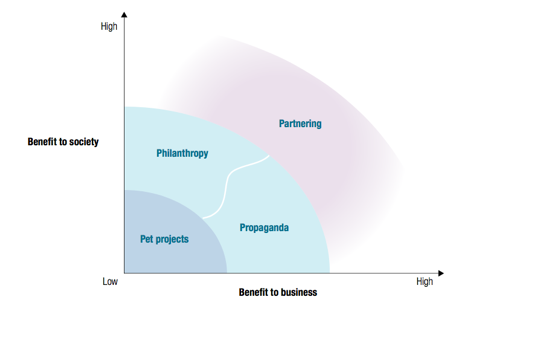 High
Partnering
Benefit to society
Philanthropy
Propaganda
Pet projects
Low
High
Benefit to business